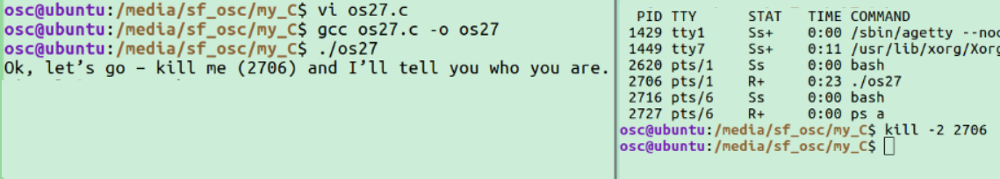 osc@ubuntu:/media/sf_osc/my_C$ vi os27.c
osc@ubuntu:/media/sf_osc/my_C$ gcc os27.c -o os27
osc@ubuntu:/media/sf_osc/my_C$ ./os27
Ok, let’s go – kill me (2706) and I’ll tell you who you are.
PID TTY STAT TIME COMMAND
1429 tty1 Ss+ 0:00 /sbin/agetty --noc
1449 tty7 Ss+ 0:11 /usr/lib/xorg/Xorg
2620 pts/1 Ss 0:00 bash
2706 pts/1 R+ 0:23 ./os27
2716 pts/6 Ss 0:00 bash
2727 pts/6 R+ 0:00 ps a
osc@ubuntu:/media/sf_osc/my_C$ kill -2 2706
osc@ubuntu:/media/sf_osc/my_C$